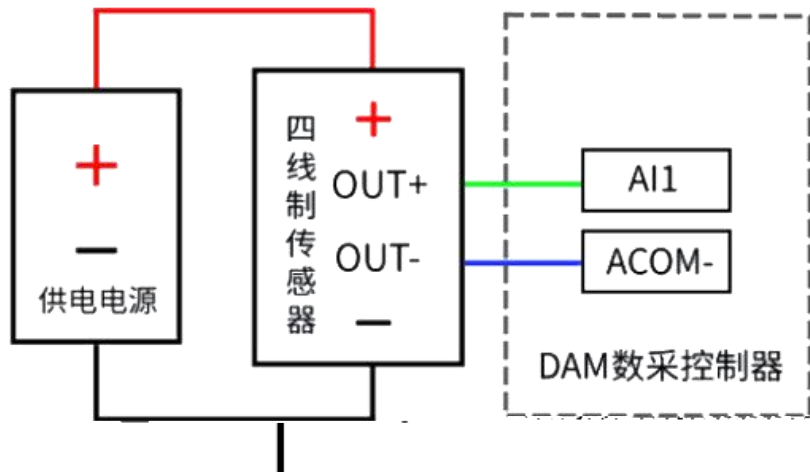 +
−
供电电源
四线制传感器
+
OUT+
OUT-
−
AI1
ACOM-
DAM数采控制器